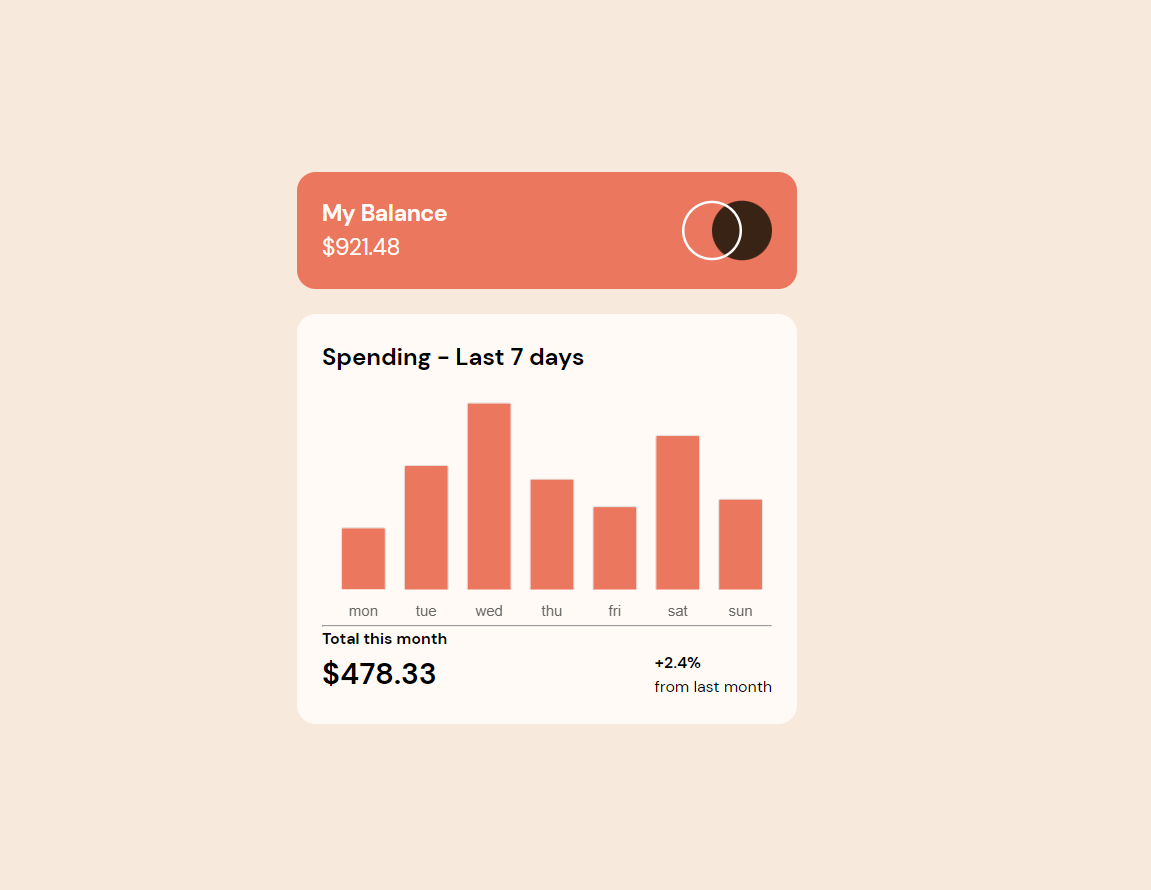 My Balance
$921.48
Spending - Last 7 days
mon tue wed thu fri sat sun
Total this month
$478.33
+2.4%
from last month